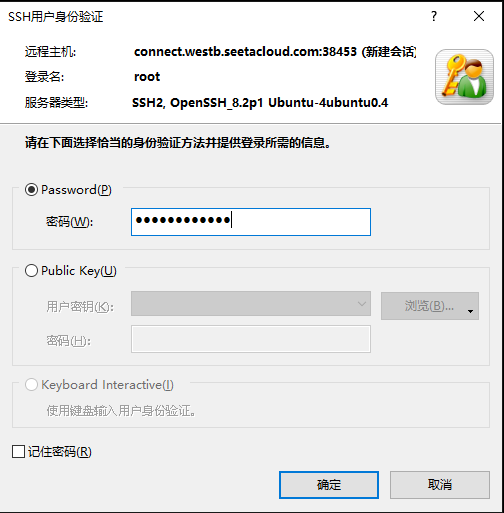 SSH用户身份验证
远程主机: connect.westb.seetacloud.com:38453 (新建会话)
登录名: root
服务器类型: SSH2, OpenSSH_8.2p1 Ubuntu-4ubuntu0.4
请在下面选择恰当的身份验证方法并提供登录所需的信息。
Password(P)
密码(W): ●●●●●●●●●●●●
Public Key(U)
用户密钥(K): 浏览(B)...
密码(H):
Keyboard Interactive(I)
使用键盘输入用户身份验证。
记住密码(R)
确定 取消